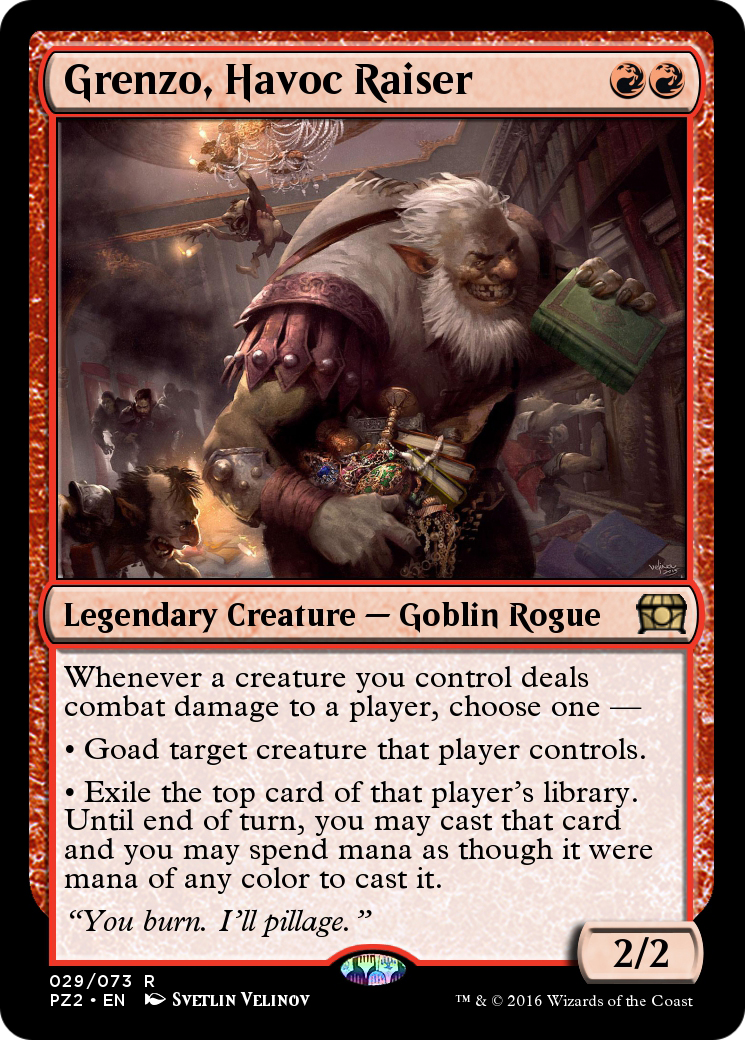 Grenzo, Havoc Raiser
Legendary Creature — Goblin Rogue
Whenever a creature you control deals
combat damage to a player, choose one —
• Goad target creature that player controls.
• Exile the top card of that player's library.
Until end of turn, you may cast that card
and you may spend mana as though it were
mana of any color to cast it.
“You burn. I'll pillage.”
2/2
029/073 R
PZ2 • EN Svetlin Velinov
™ & © 2016 Wizards of the Coast